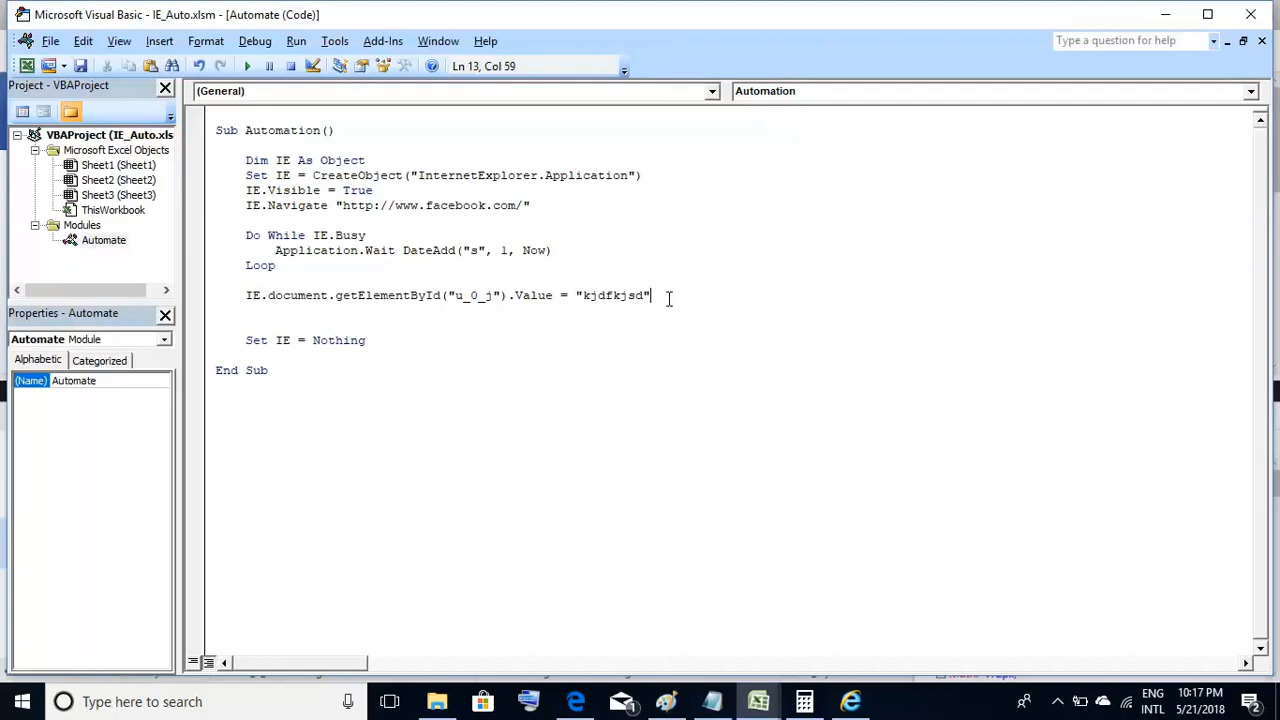 Microsoft Visual Basic - IE_Auto.xlsm - [Automate (Code)]
File Edit View Insert Format Debug Run Tools Add-Ins Window Help
Type a question for help
Ln 13, Col 59
Project - VBAProject
(General)
Automation
VBAProject (IE_Auto.xls
Microsoft Excel Objects
Sheet1 (Sheet1)
Sheet2 (Sheet2)
Sheet3 (Sheet3)
ThisWorkbook
Modules
Automate
Properties - Automate
Automate Module
Alphabetic Categorized
(Name) Automate
Sub Automation()
Dim IE As Object
Set IE = CreateObject("InternetExplorer.Application")
IE.Visible = True
IE.Navigate "http://www.facebook.com/"
Do While IE.Busy
Application.Wait DateAdd("s", 1, Now)
Loop
IE.document.getElementById("u_0_j").Value = "kjdfkjsd"
Set IE = Nothing
End Sub
Type here to search
ENG
INTL
10:17 PM
5/21/2018
1
2